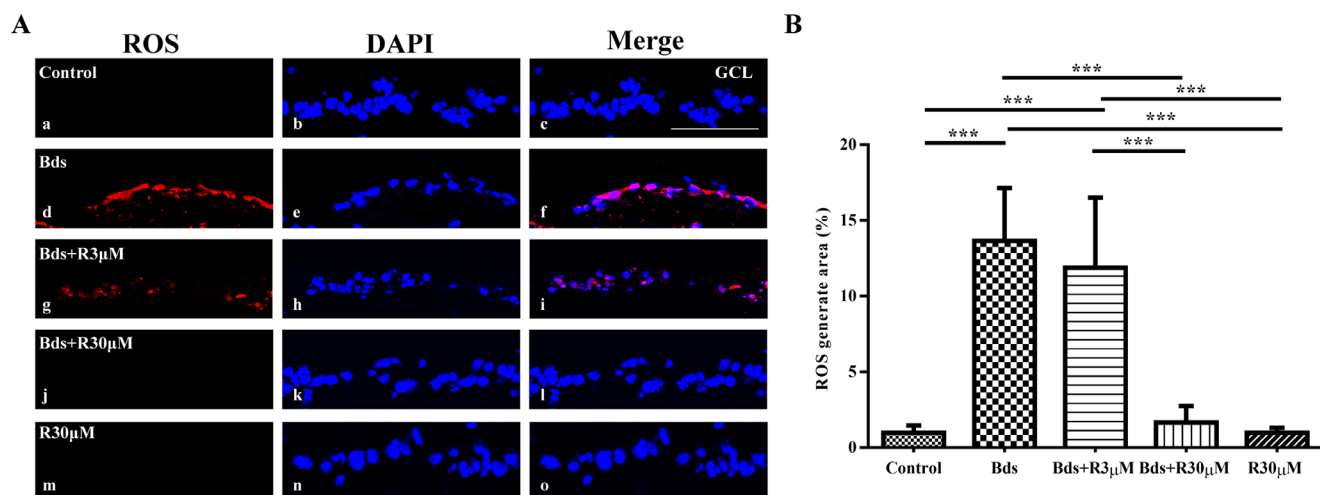 A
ROS
DAPI
Merge
Control
GCL
a
b
c
Bds
d
e
f
Bds+R3μM
g
h
i
Bds+R30μM
j
k
l
R30μM
m
n
o
B
***
***
***
***
***
***
ROS generate area (%)
20
15
10
5
0
Control
Bds
Bds+R3μM
Bds+R30μM
R30μM